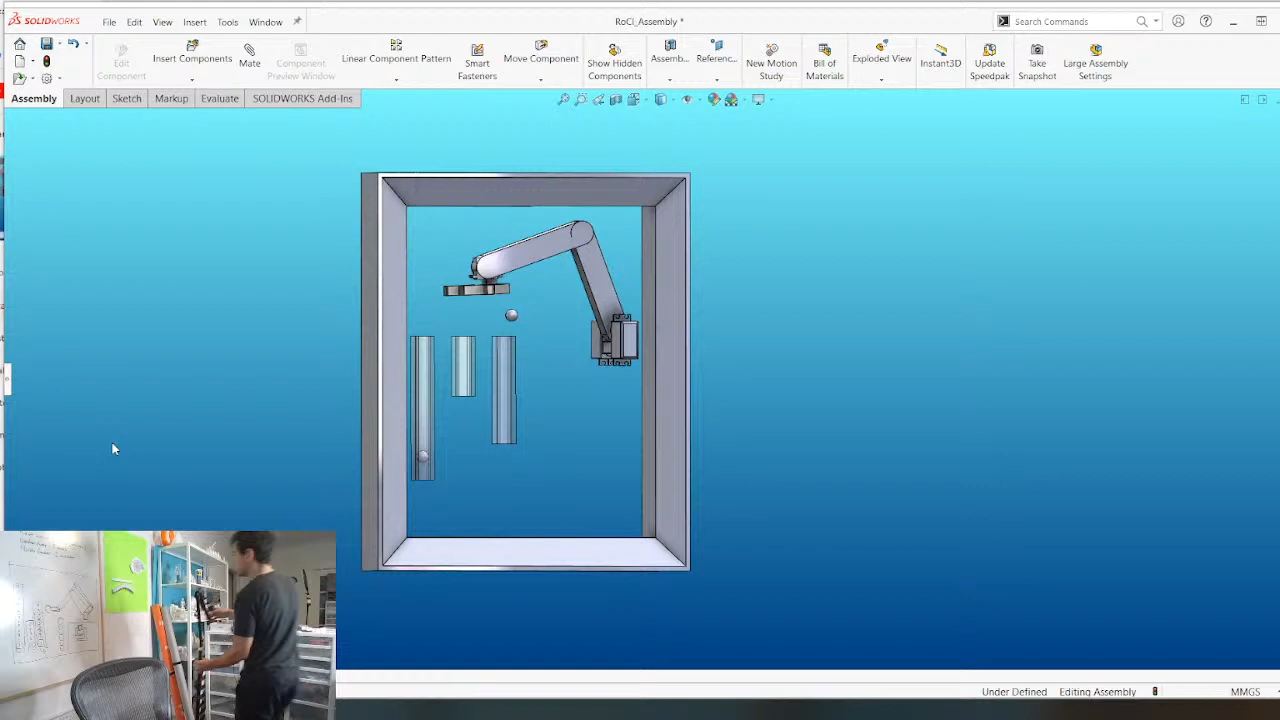 SOLIDWORKS File Edit View Insert Tools Window RoCI_Assembly * Search Commands
Edit Component
Insert Components
Mate
Component Preview Window
Linear Component Pattern
Smart Fasteners
Move Component
Show Hidden Components
Assemb...
Referenc...
New Motion Study
Bill of Materials
Exploded View
Instant3D
Update Speedpak
Take Snapshot
Large Assembly Settings
Assembly Layout Sketch Markup Evaluate SOLIDWORKS Add-Ins
Under Defined Editing Assembly MMGS